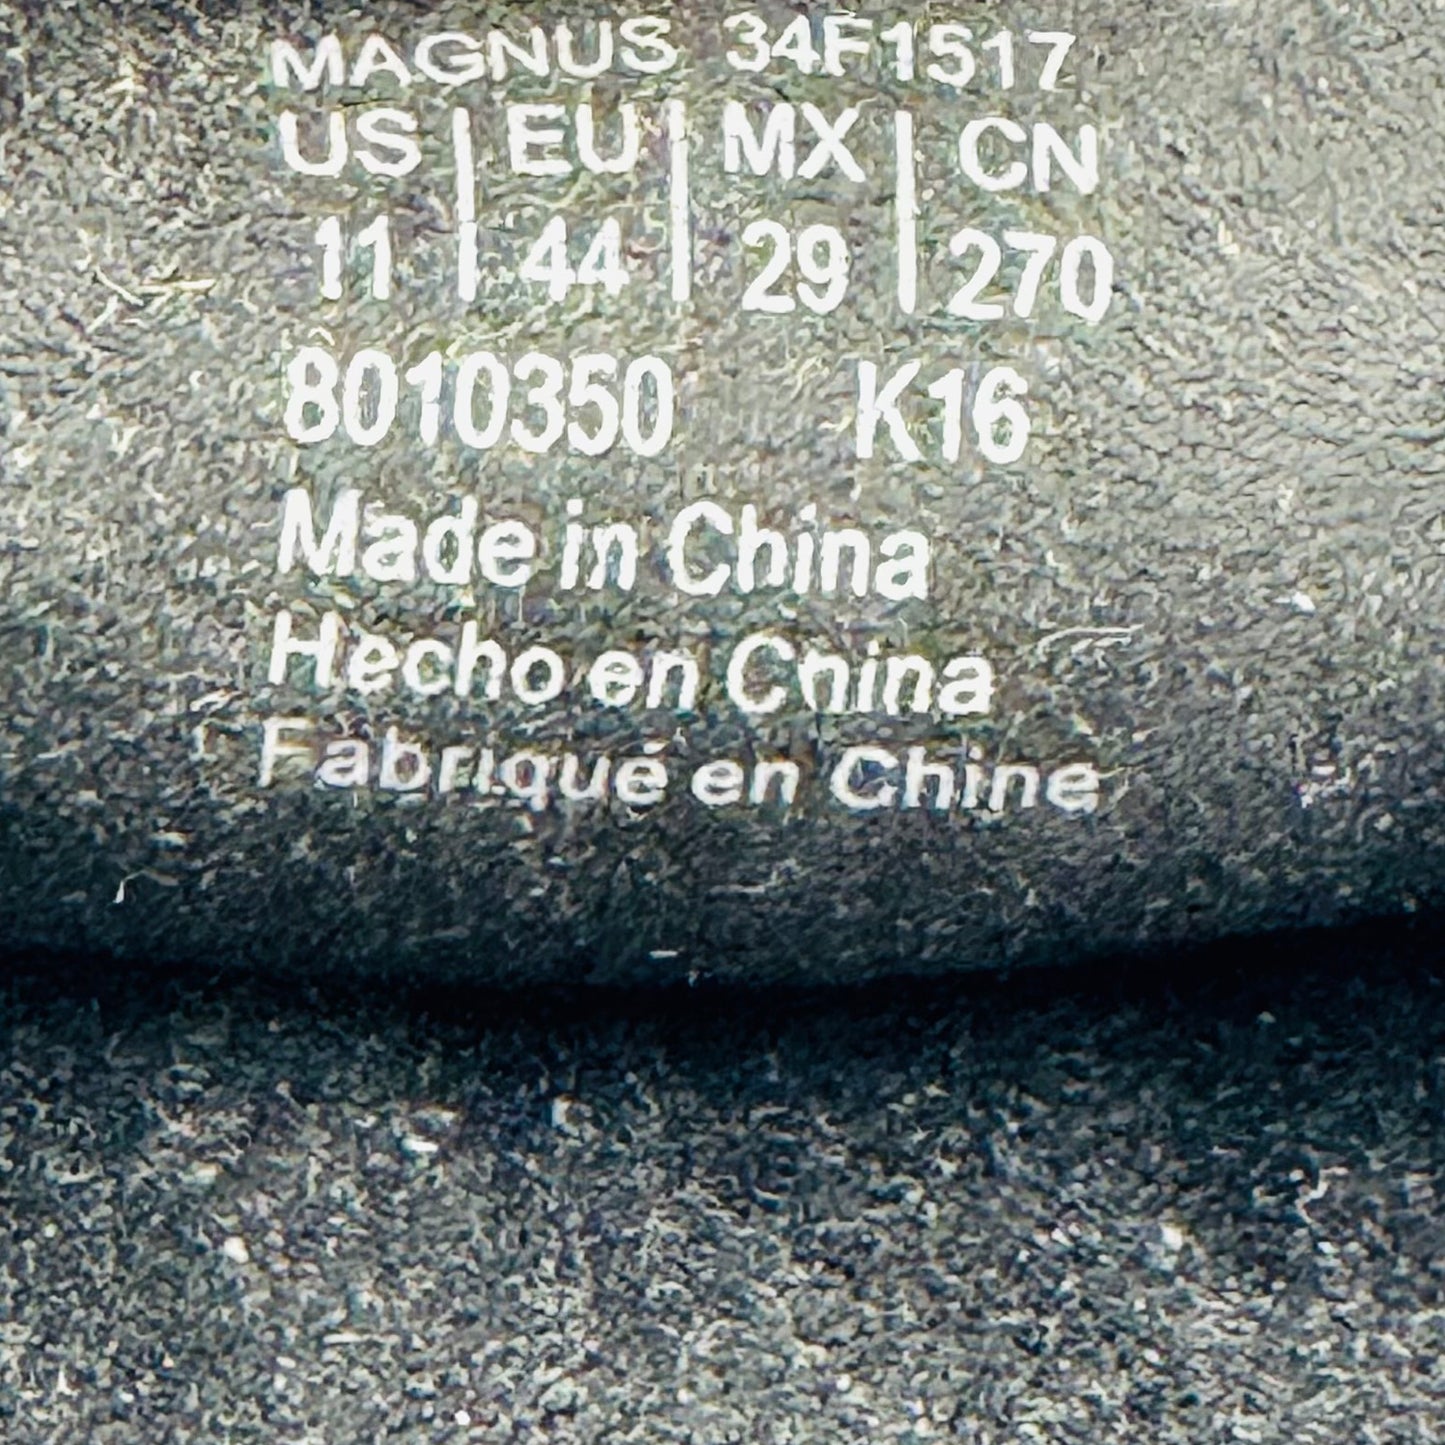 MAGNUS 34F1517
US | EU | MX | CN
11 | 44 | 29 | 270
8010350 K16
Made in China
Hecho en China
Fabriqué en Chine